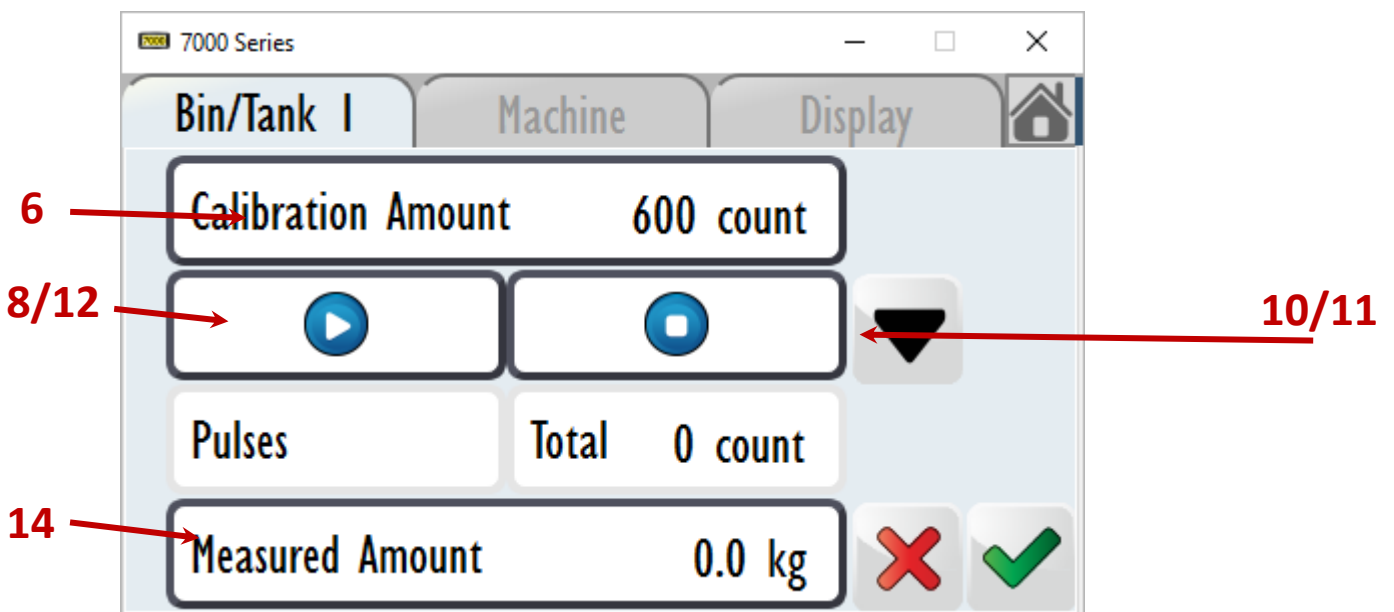 7000 7000 Series
Bin/Tank 1 Machine Display
6 Calibration Amount 600 count
8/12 10/11
Pulses Total 0 count
14 Measured Amount 0.0 kg